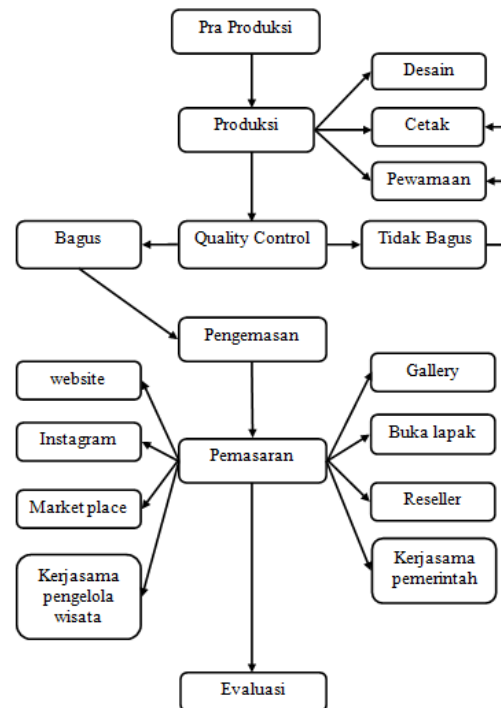 Pra Produksi
Desain
Produksi
Cetak
Pewarnaan
Bagus
Quality Control
Tidak Bagus
Pengemasan
website
Gallery
Instagram
Buka lapak
Pemasaran
Market place
Reseller
Kerjasama
pengelola
wisata
Kerjasama
pemerintah
Evaluasi